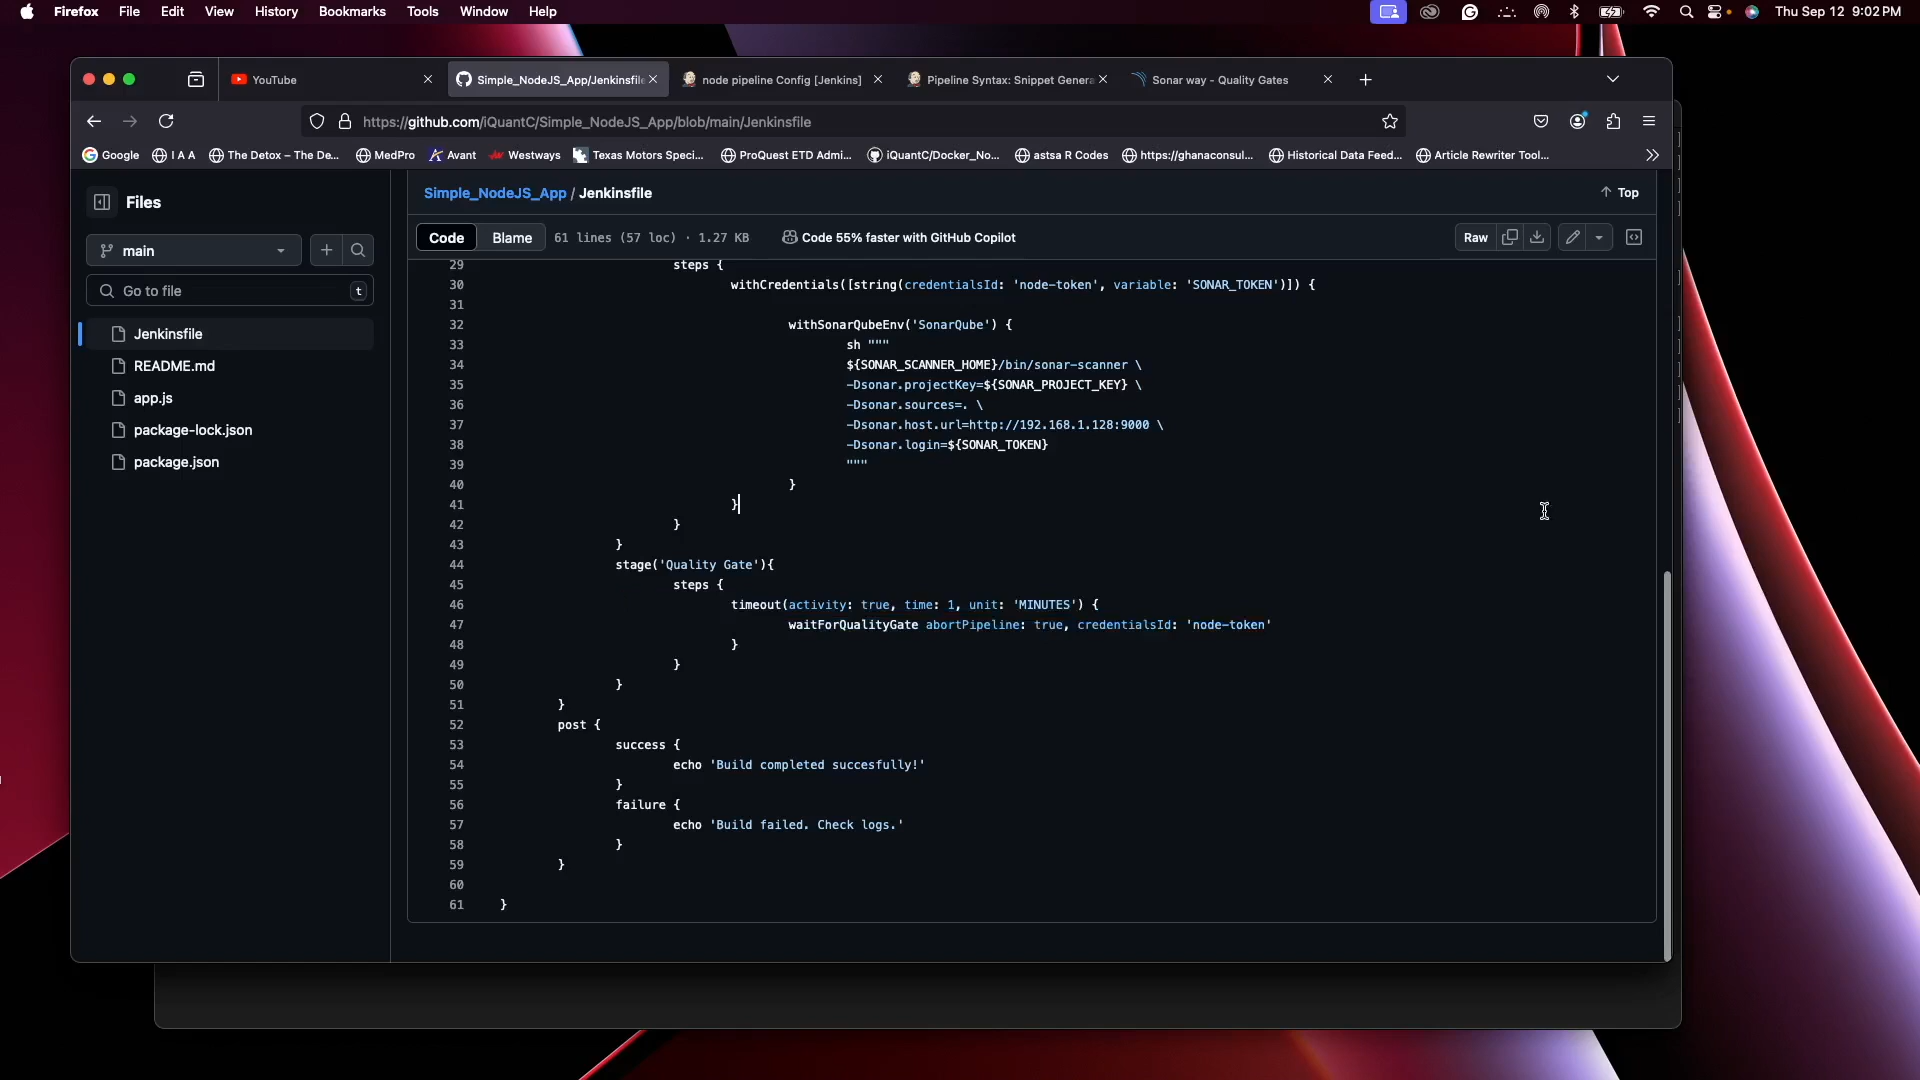 Firefox File Edit View History Bookmarks Tools Window Help Thu Sep 12 9:02 PM
YouTube Simple_NodeJS_App/Jenkinsfile node pipeline Config [Jenkins] Pipeline Syntax: Snippet Genera Sonar way - Quality Gates
https://github.com/iQuantC/Simple_NodeJS_App/blob/main/Jenkinsfile
Google I A A The Detox – The De... MedPro Avant Westways Texas Motors Speci... ProQuest ETD Admi... iQuantC/Docker_No... astsa R Codes https://ghanaconsul... Historical Data Feed... Article Rewriter Tool...
Files
main
Go to file t
Jenkinsfile
README.md
app.js
package-lock.json
package.json
Simple_NodeJS_App / Jenkinsfile Top
Code Blame 61 lines (57 loc) · 1.27 KB Code 55% faster with GitHub Copilot Raw
29 steps {
30 withCredentials([string(credentialsId: 'node-token', variable: 'SONAR_TOKEN')]) {
31
32 withSonarQubeEnv('SonarQube') {
33 sh """
34 ${SONAR_SCANNER_HOME}/bin/sonar-scanner \
35 -Dsonar.projectKey=${SONAR_PROJECT_KEY} \
36 -Dsonar.sources=. \
37 -Dsonar.host.url=http://192.168.1.128:9000 \
38 -Dsonar.login=${SONAR_TOKEN}
39 """
40 }
41 }
42 }
43 }
44 stage('Quality Gate'){
45 steps {
46 timeout(activity: true, time: 1, unit: 'MINUTES') {
47 waitForQualityGate abortPipeline: true, credentialsId: 'node-token'
48 }
49 }
50 }
51 }
52 post {
53 success {
54 echo 'Build completed succesfully!'
55 }
56 failure {
57 echo 'Build failed. Check logs.'
58 }
59 }
60
61 }